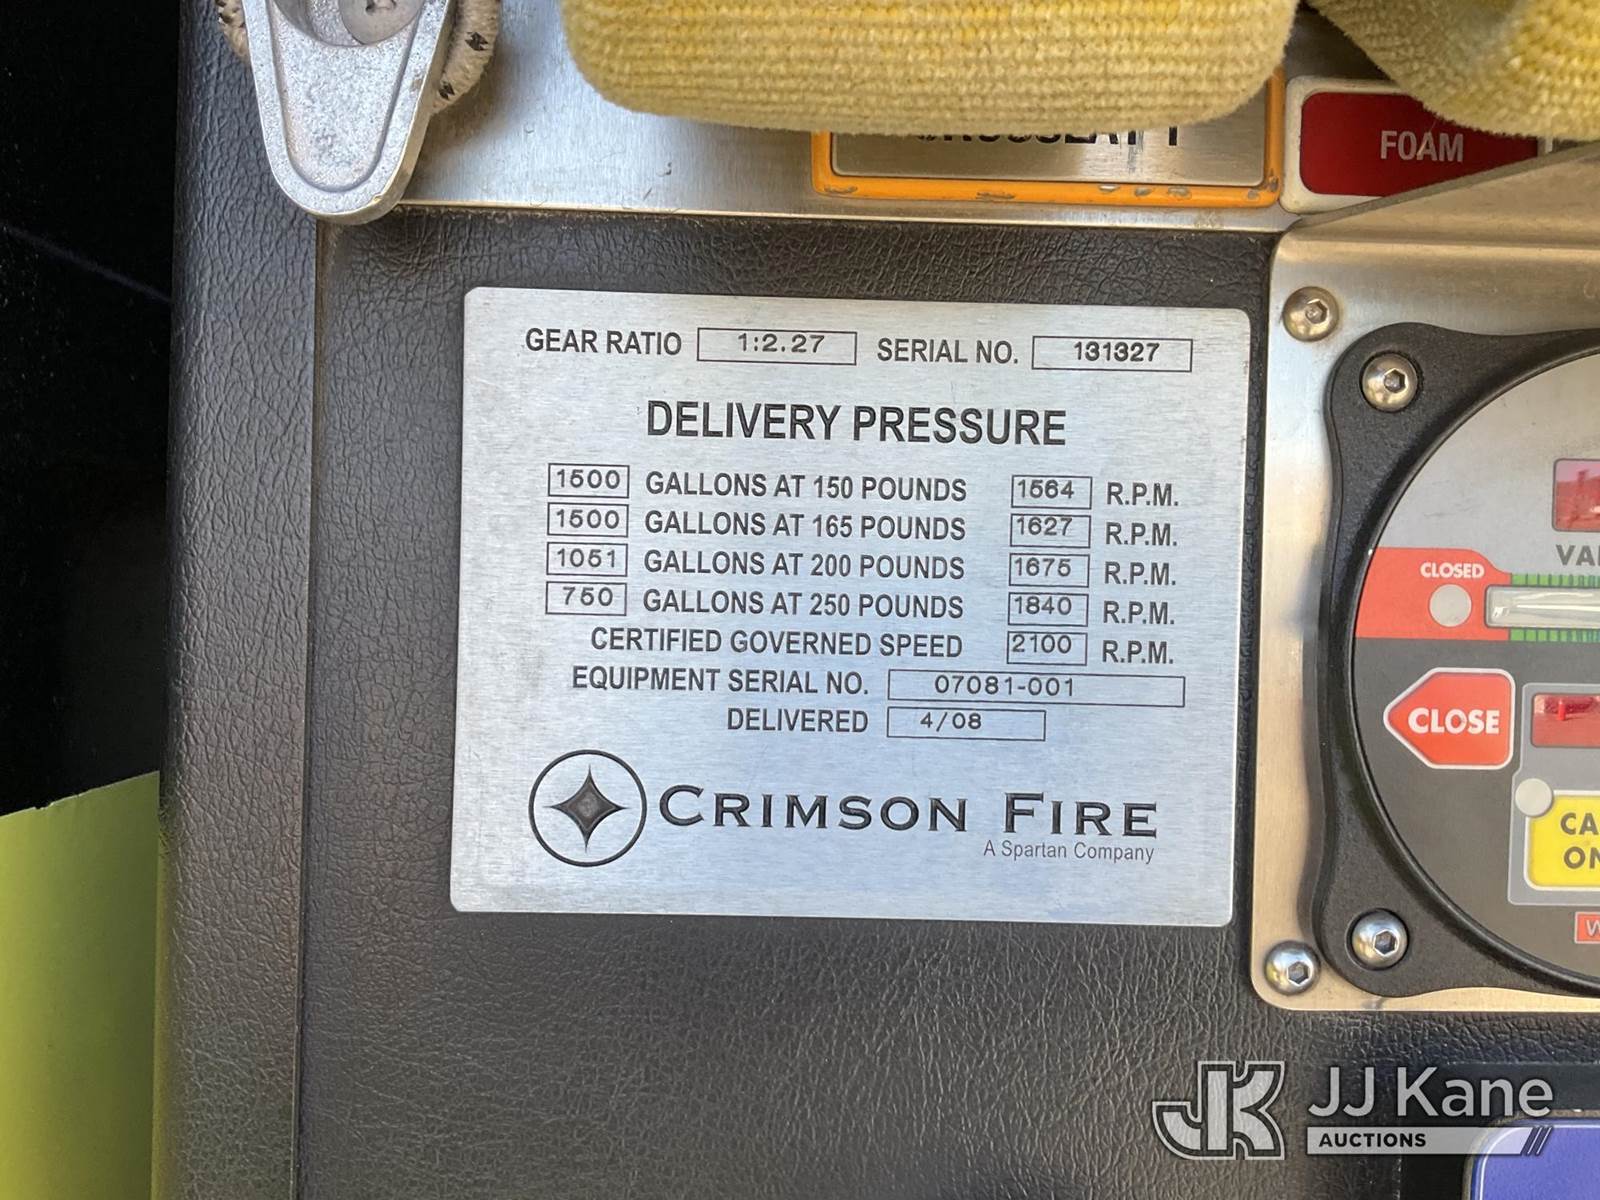 FOAM
GEAR RATIO 1:2.27 SERIAL NO. 131327
DELIVERY PRESSURE
1500 GALLONS AT 150 POUNDS 1564 R.P.M.
1500 GALLONS AT 165 POUNDS 1627 R.P.M.
1051 GALLONS AT 200 POUNDS 1675 R.P.M.
750 GALLONS AT 250 POUNDS 1840 R.P.M.
CERTIFIED GOVERNED SPEED 2100 R.P.M.
EQUIPMENT SERIAL NO. 07081-001
DELIVERED 4/08
CRIMSON FIRE
A Spartan Company
CLOSED
CLOSE
JK JJ Kane
AUCTIONS